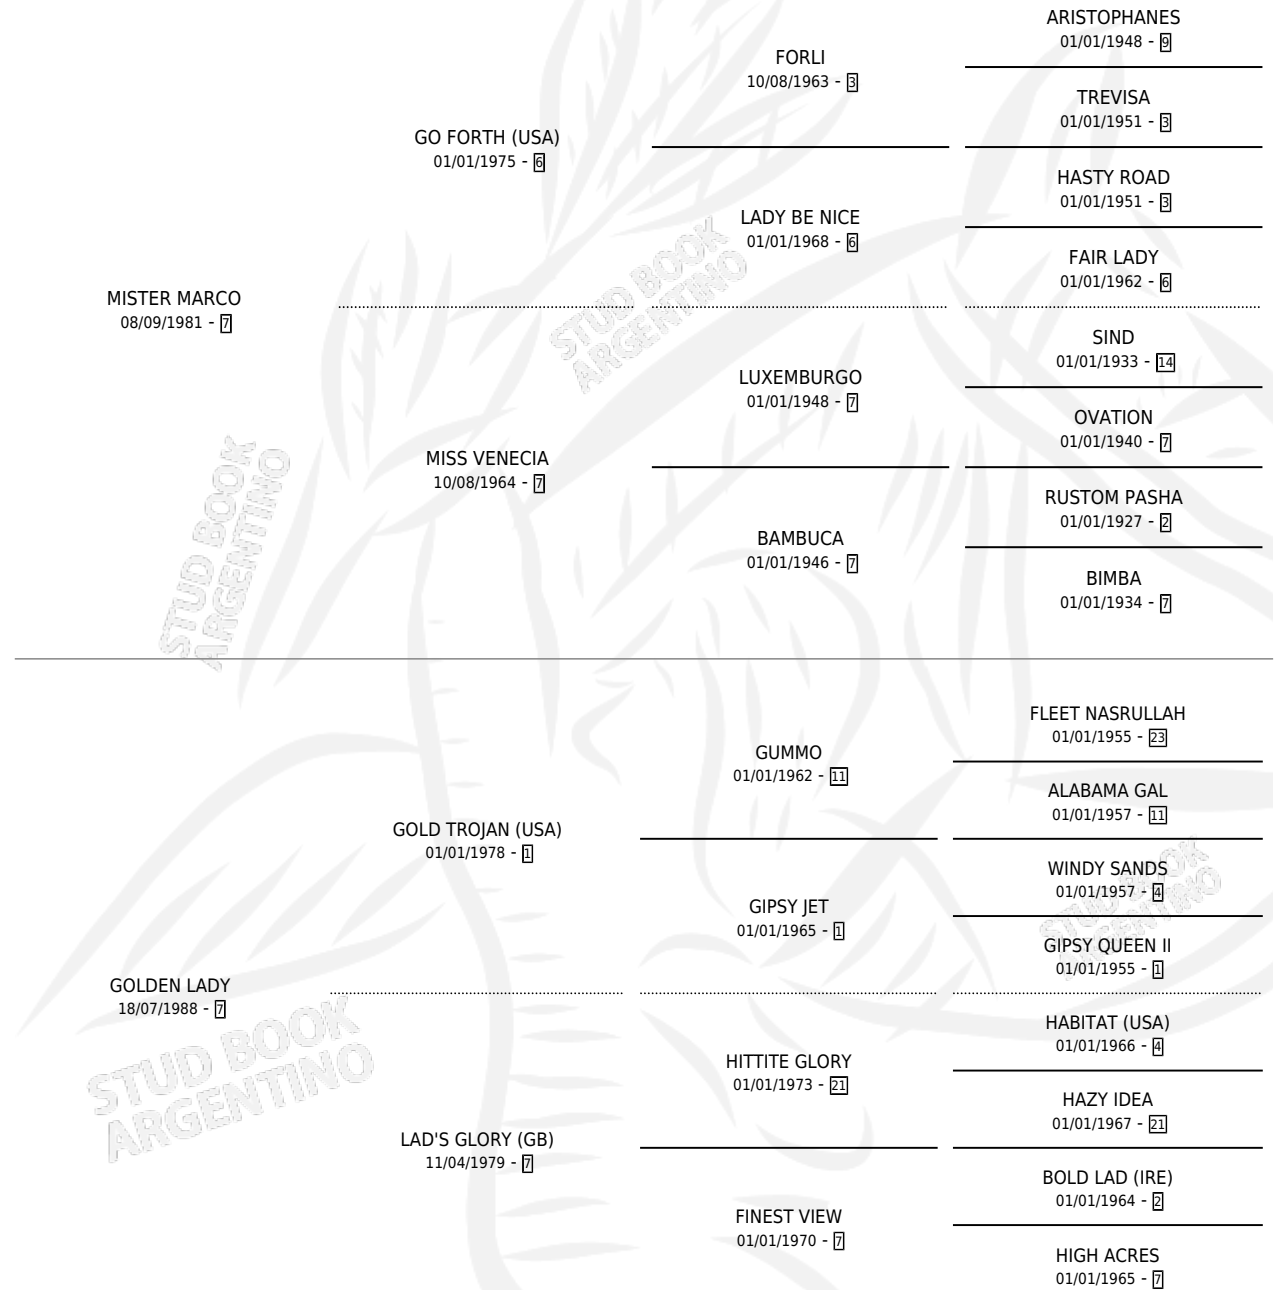 ARISTOPHANES
01/01/1948 - 9
FORLI
10/08/1963 - 3
TREVISA
01/01/1951 - 3
GO FORTH (USA)
01/01/1975 - 6
HASTY ROAD
01/01/1951 - 3
LADY BE NICE
01/01/1968 - 6
FAIR LADY
01/01/1962 - 6
MISTER MARCO
08/09/1981 - 7
STUD BOOK
ARGENTINO
SIND
01/01/1933 - 14
LUXEMBURGO
01/01/1948 - 7
OVATION
01/01/1940 - 7
MISS VENECIA
10/08/1964 - 7
RUSTOM PASHA
01/01/1927 - 2
BAMBUCA
01/01/1946 - 7
BIMBA
01/01/1934 - 7
STUD BOOK
ARGENTINO
FLEET NASRULLAH
01/01/1955 - 23
GUMMO
01/01/1962 - 11
ALABAMA GAL
01/01/1957 - 11
GOLD TROJAN (USA)
01/01/1978 - 1
WINDY SANDS
01/01/1957 - 4
GIPSY JET
01/01/1965 - 1
STUD BOOK
ARGENTINO
GIPSY QUEEN II
01/01/1955 - 1
GOLDEN LADY
18/07/1988 - 7
HABITAT (USA)
01/01/1966 - 4
HITTITE GLORY
01/01/1973 - 21
STUD BOOK
ARGENTINO
HAZY IDEA
01/01/1967 - 21
LAD'S GLORY (GB)
11/04/1979 - 7
BOLD LAD (IRE)
01/01/1964 - 2
FINEST VIEW
01/01/1970 - 7
HIGH ACRES
01/01/1965 - 7